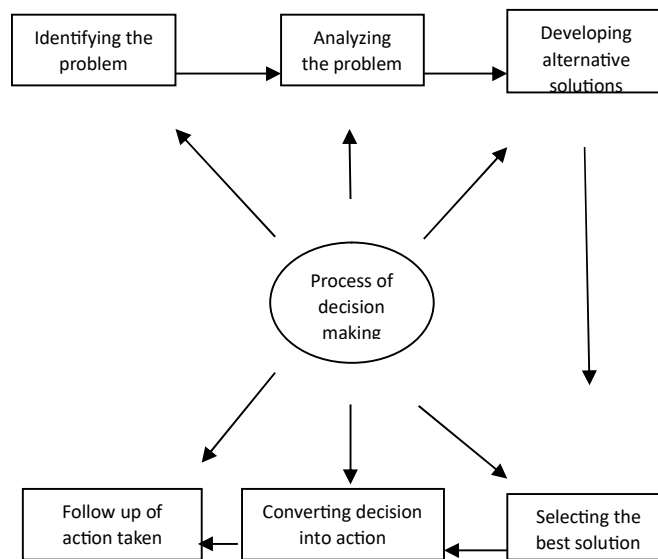 Identifying the
problem
Analyzing
the problem
Developing
alternative
solutions
Process of
decision
making
Follow up of
action taken
Converting decision
into action
Selecting the
best solution